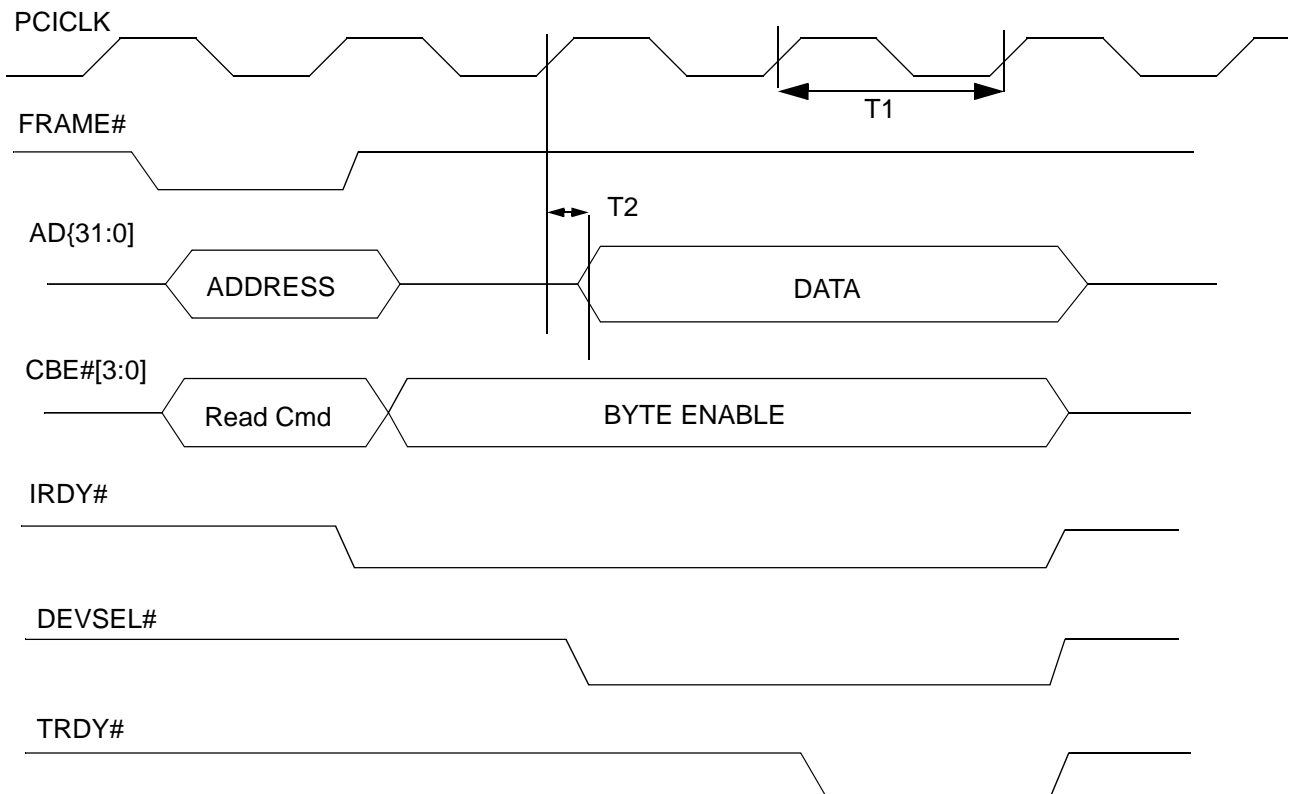 PCICLK
T1
FRAME#
T2
AD{31:0]
ADDRESS
DATA
CBE#[3:0]
Read Cmd
BYTE ENABLE
IRDY#
DEVSEL#
TRDY#